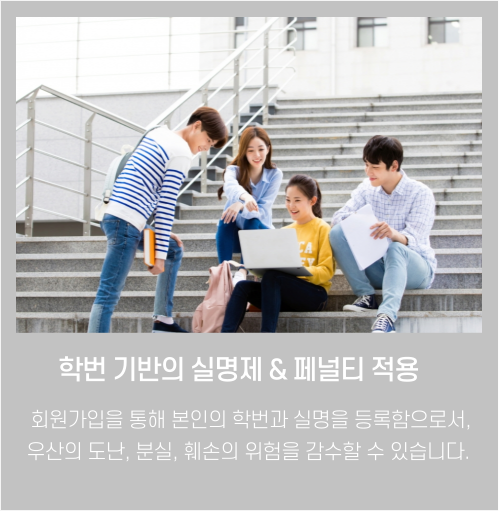 학번 기반의 실명제 & 페널티 적용
회원가입을 통해 본인의 학번과 실명을 등록함으로서,
우산의 도난, 분실, 훼손의 위험을 감수할 수 있습니다.